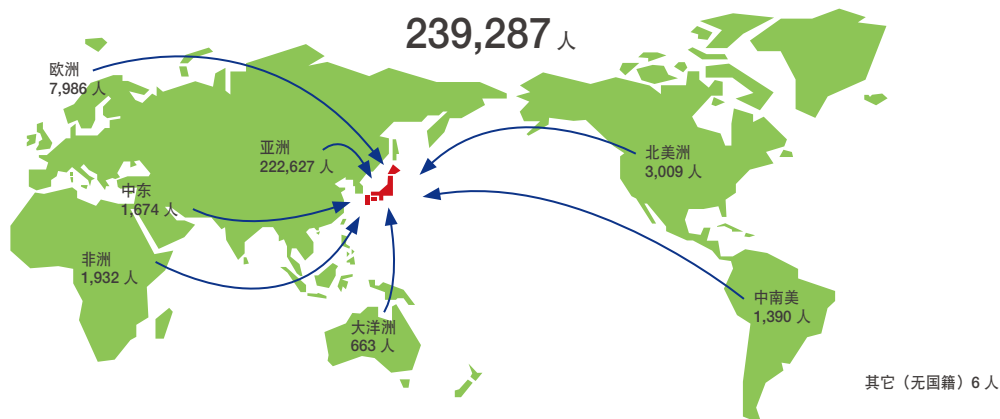 239,287 人
欧洲
7,986 人
亚洲
222,627 人
北美洲
3,009 人
中东
1,674 人
非洲
1,932 人
中南美
1,390 人
大洋洲
663 人
其它（无国籍）6 人